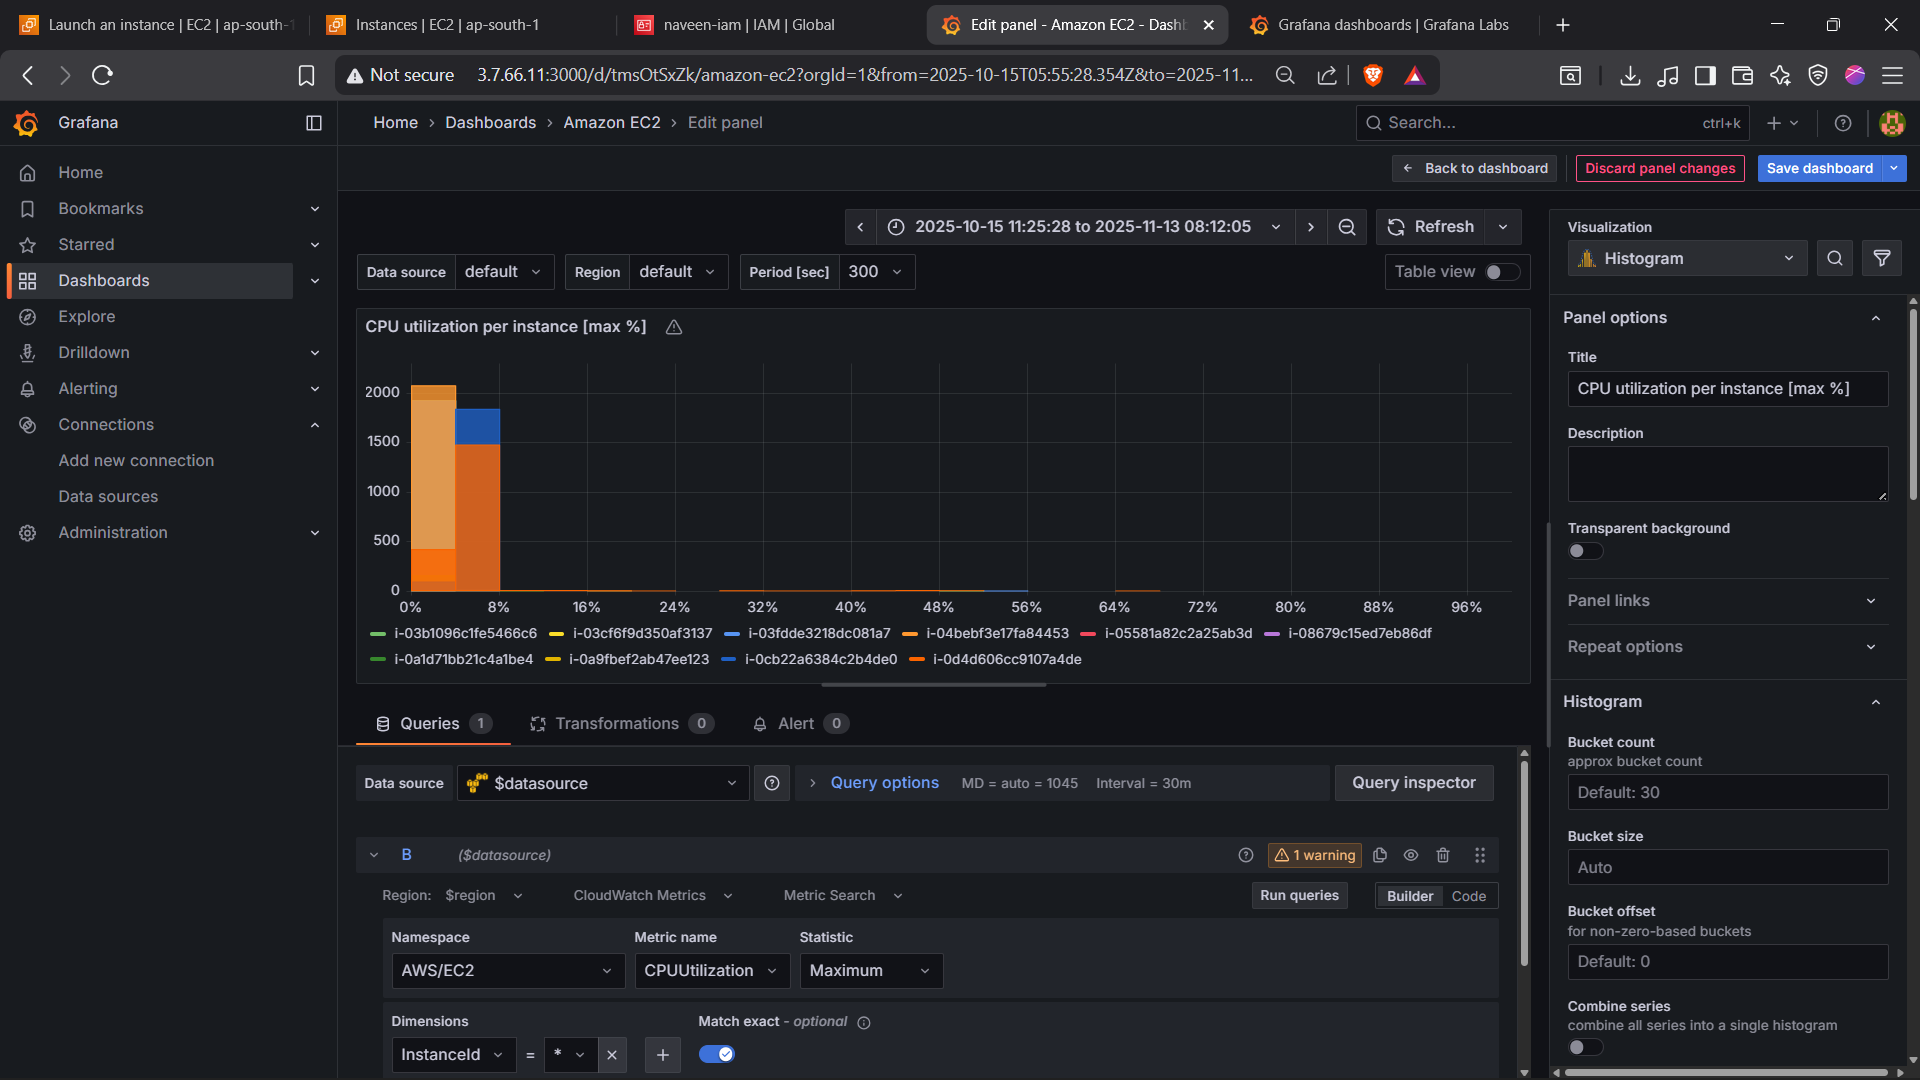 Launch an instance | EC2 | ap-south-1
Instances | EC2 | ap-south-1
naveen-iam | IAM | Global
Edit panel - Amazon EC2 - Dash
Grafana dashboards | Grafana Labs
Not secure
3.7.66.11:3000/d/tmsOtSxZk/amazon-ec2?orgId=1&from=2025-10-15T05:55:28.354Z&to=2025-11...
Grafana
Home › Dashboards › Amazon EC2 › Edit panel
Search...
ctrl+k
Back to dashboard
Discard panel changes
Save dashboard
Home
Bookmarks
Starred
Dashboards
Explore
Drilldown
Alerting
Connections
Add new connection
Data sources
Administration
2025-10-15 11:25:28 to 2025-11-13 08:12:05
Refresh
Data source default
Region default
Period [sec] 300
Table view
CPU utilization per instance [max %]
2000
1500
1000
500
0
0% 8% 16% 24% 32% 40% 48% 56% 64% 72% 80% 88% 96%
i-03b1096c1fe5466c6 i-03cf6f9d350af3137 i-03fdde3218dc081a7 i-04bebf3e17fa84453 i-05581a82c2a25ab3d i-08679c15ed7eb86df
i-0a1d71bb21c4a1be4 i-0a9fbef2ab47ee123 i-0cb22a6384c2b4de0 i-0d4d606cc9107a4de
Queries 1
Transformations 0
Alert 0
Data source $datasource
Query options MD = auto = 1045 Interval = 30m
Query inspector
B ($datasource)
1 warning
Region: $region
CloudWatch Metrics
Metric Search
Run queries
Builder Code
Namespace Metric name Statistic
AWS/EC2 CPUUtilization Maximum
Dimensions
Match exact - optional
InstanceId = *
Visualization
Histogram
Panel options
Title
CPU utilization per instance [max %]
Description
Transparent background
Panel links
Repeat options
Histogram
Bucket count
approx bucket count
Default: 30
Bucket size
Auto
Bucket offset
for non-zero-based buckets
Default: 0
Combine series
combine all series into a single histogram